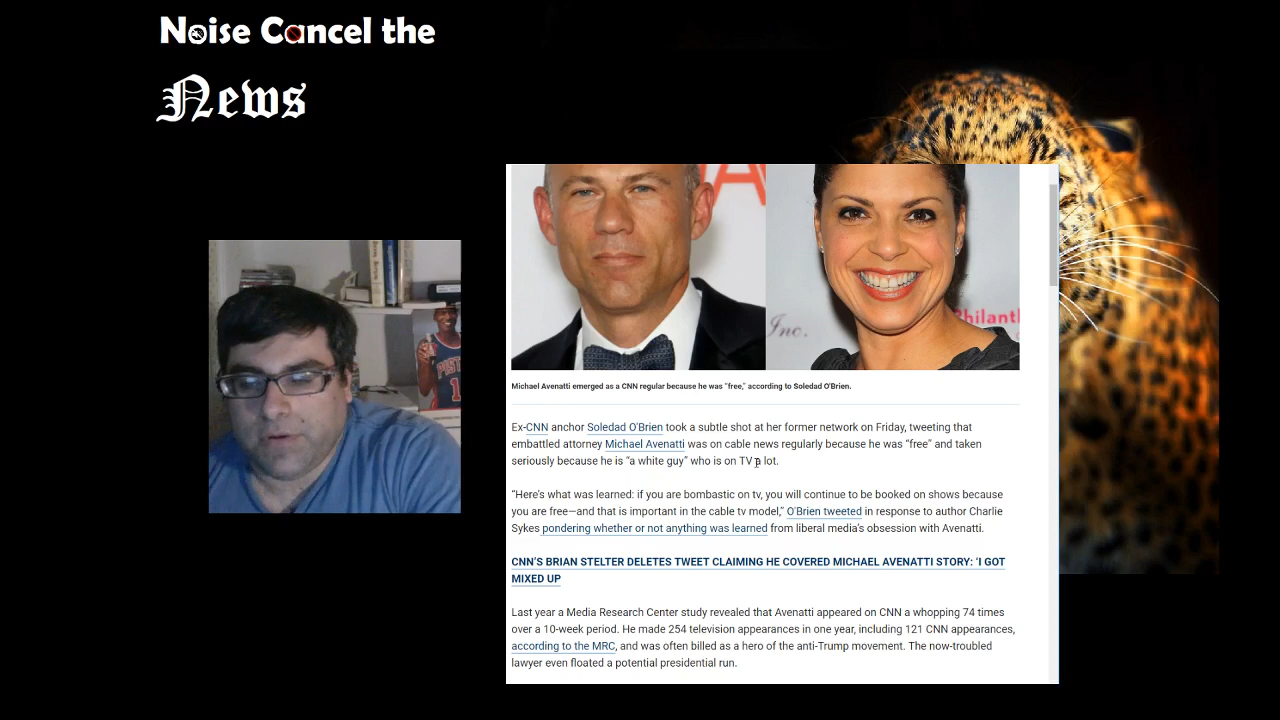 Noise Cancel the
News
PIST
1
Inc.
Philant
Michael Avenatti emerged as a CNN regular because he was "free," according to Soledad O'Brien.
Ex-CNN anchor Soledad O'Brien took a subtle shot at her former network on Friday, tweeting that
embattled attorney Michael Avenatti was on cable news regularly because he was “free” and taken
seriously because he is “a white guy” who is on TV a lot.
“Here’s what was learned: if you are bombastic on tv, you will continue to be booked on shows because
you are free—and that is important in the cable tv model,” O’Brien tweeted in response to author Charlie
Sykes pondering whether or not anything was learned from liberal media’s obsession with Avenatti.
CNN’S BRIAN STELTER DELETES TWEET CLAIMING HE COVERED MICHAEL AVENATTI STORY: ‘I GOT
MIXED UP
Last year a Media Research Center study revealed that Avenatti appeared on CNN a whopping 74 times
over a 10-week period. He made 254 television appearances in one year, including 121 CNN appearances,
according to the MRC, and was often billed as a hero of the anti-Trump movement. The now-troubled
lawyer even floated a potential presidential run.